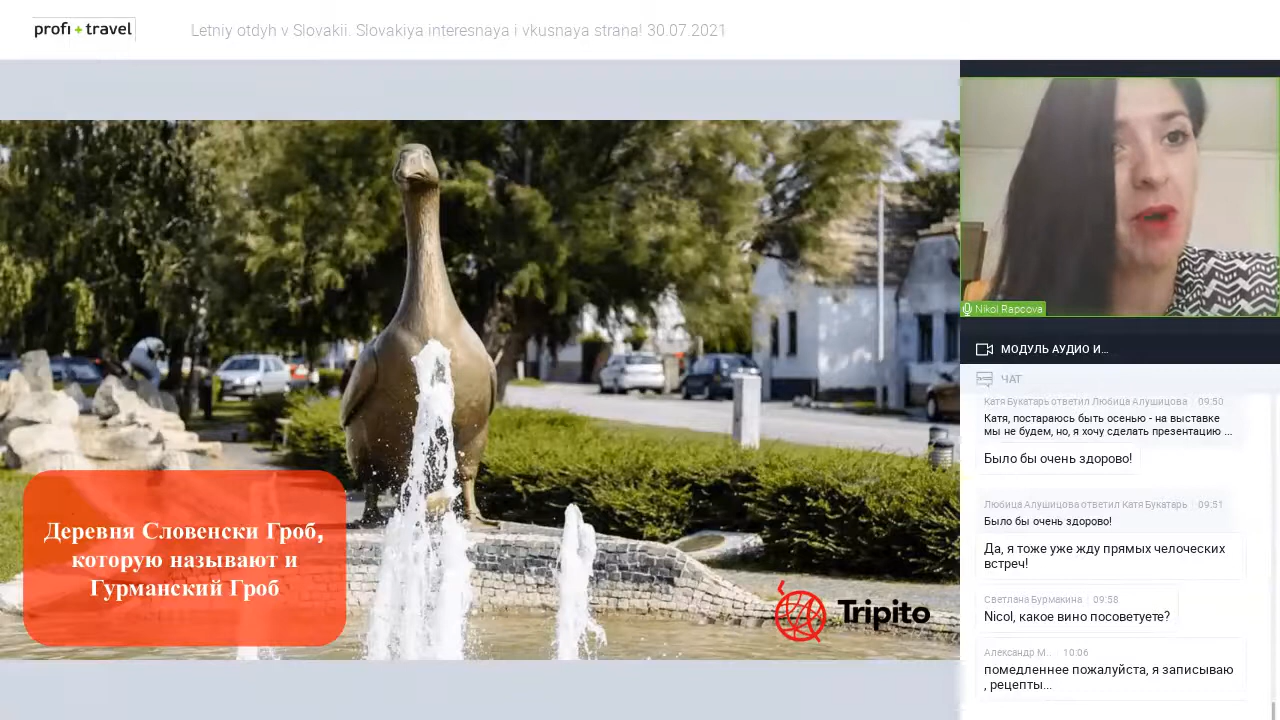 profi + travel
Letniy otdyh v Slovakii. Slovakiya interesnaya i vkusnaya strana! 30.07.2021
Деревня Словенски Гроб,
которую называют и
Гурманский Гроб
Tripito
Nikol Rapcova
МОДУЛЬ АУДИО И...
ЧАТ
Катя Букатарь ответил Любица Алушицова 09:50
Катя, постараюсь быть осенью - на выставке
мы не будем, но, я хочу сделать презентацию ...
Было бы очень здорово!
Любица Алушицова ответил Катя Букатарь 09:51
Было бы очень здорово!
Да, я тоже уже жду прямых челоческих
встреч!
Светлана Бурмакина 09:58
Nicol, какое вино посоветуете?
Александр М.. 10:06
помедленнее пожалуйста, я записываю
, рецепты...